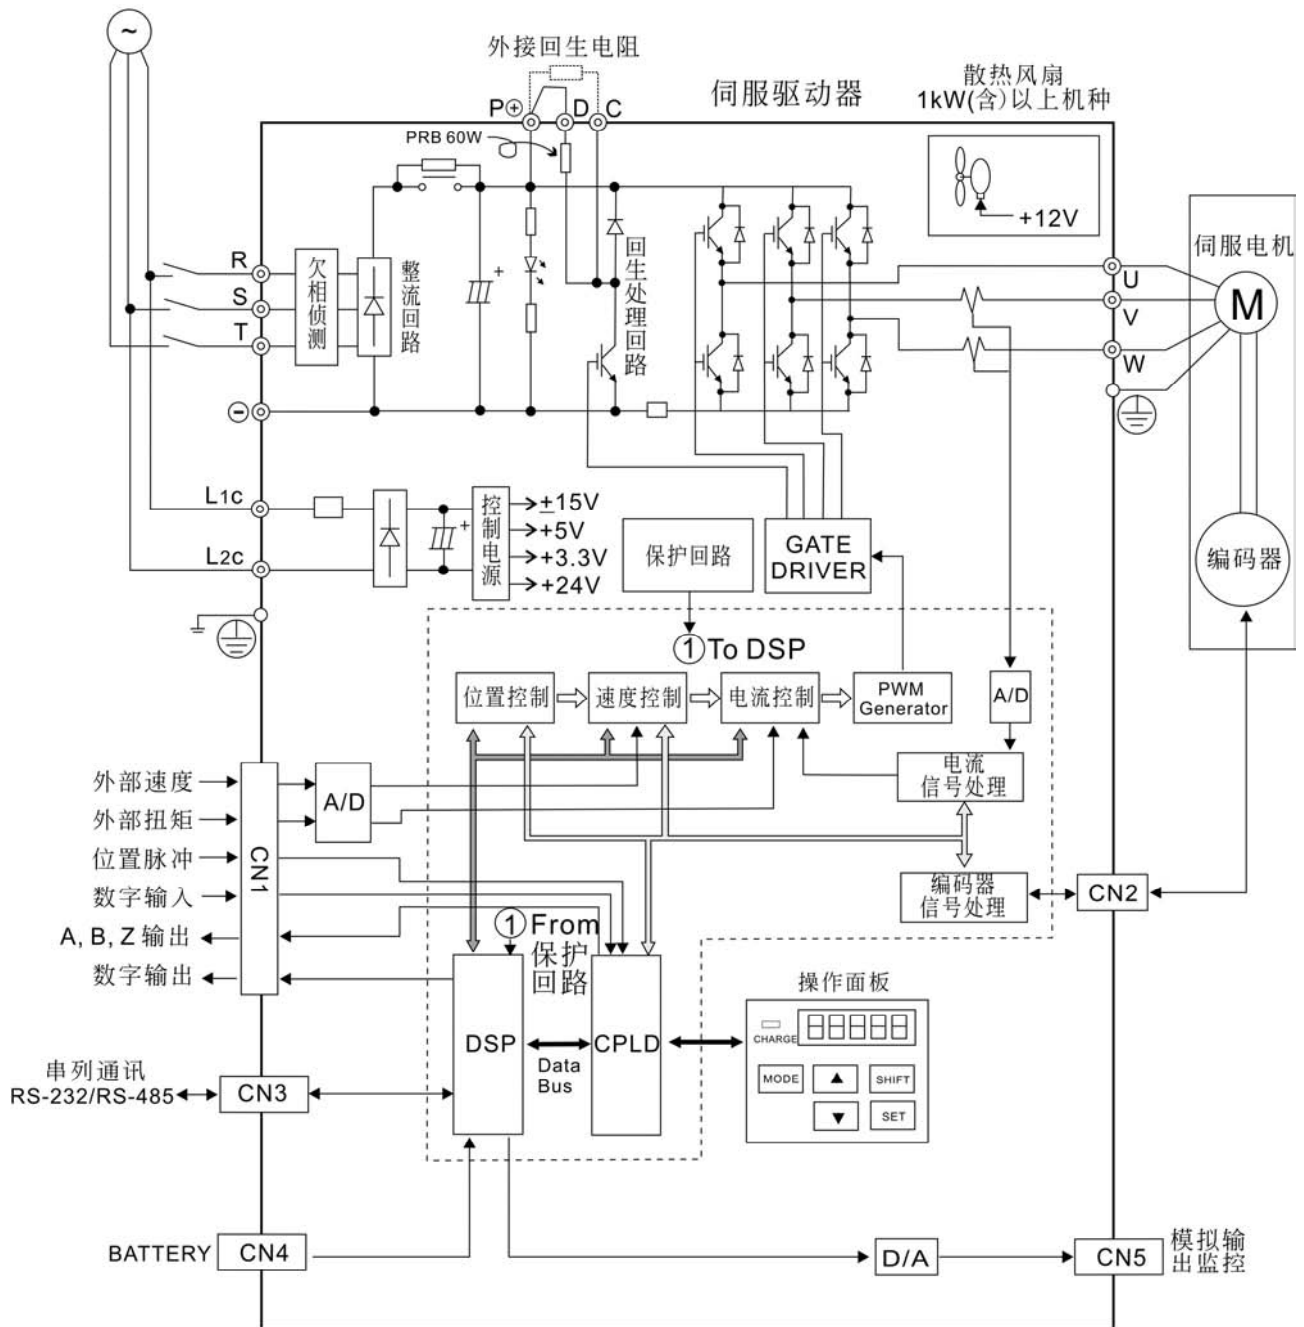 ~
外接回生电阻
伺服驱动器
散热风扇
1kW(含)以上机种
P⊕ D C
PRB 60W
+12V
伺服电机
R
S
T
欠相侦测
整流回路
+
回生处理回路
U
V
W
M
⊖
L1c
L2c
+
控制电源
±15V
+5V
+3.3V
+24V
保护回路
GATE
DRIVER
编码器
① To DSP
位置控制
速度控制
电流控制
PWM
Generator
A/D
电流
信号处理
外部速度
外部扭矩
位置脉冲
数字输入
A, B, Z 输出
数字输出
CN1
A/D
编码器
信号处理
CN2
① From
保护
回路
DSP
Data
Bus
CPLD
操作面板
CHARGE
88888
MODE
▲
SHIFT
▼
SET
串列通讯
RS-232/RS-485
CN3
BATTERY
CN4
D/A
CN5
模拟输
出监控